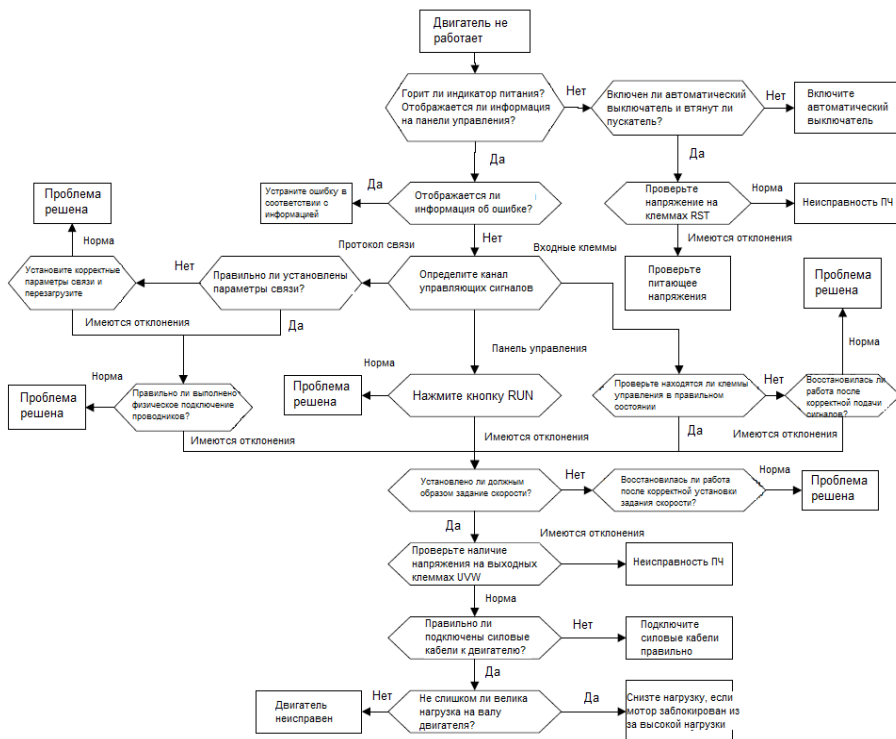 Двигатель не
работает
Горит ли индикатор питания?
Отображается ли информация
на панели управления?
Нет
Включен ли автоматический
выключатель и втянут ли
пускатель?
Нет
Включите
автоматический
выключатель
Да
Да
Проблема
решена
Устраните ошибку в
соответствии с
информацией
Да
Отображается ли
информация об ошибке?
Проверьте
напряжение на
клеммах RST
Норма
Неисправность ПЧ
Норма
Протокол связи
Нет
Входные клеммы
Имеются отклонения
Установите корректные
параметры связи и
перезагрузите
Нет
Правильно ли установлены
параметры связи?
Определите канал
управляющих сигналов
Проверьте
питающее
напряжения
Проблема
решена
Имеются отклонения
Да
Панель управления
Норма
Проблема
решена
Норма
Правильно ли выполнено
физическое подключение
проводников?
Проблема
решена
Норма
Нажмите кнопку RUN
Проверьте находятся ли клеммы
управления в правильном
состоянии
Нет
Восстановилась ли
работа после
корректной подачи
сигналов?
Имеются отклонения
Имеются отклонения
Да
Имеются отклонения
Установлено ли должным
образом задание скорости?
Нет
Восстановилась ли работа
после корректной установки
задания скорости?
Норма
Проблема
решена
Да
Имеются отклонения
Проверьте наличие
напряжения на выходных
клеммах UVW
Неисправность ПЧ
Норма
Правильно ли
подключены силовые
кабели к двигателю?
Нет
Подключите
силовые кабели
правильно
Да
Двигатель
неисправен
Нет
Не слишком ли велика
нагрузка на валу
двигателя?
Да
Снизте нагрузку, если
мотор заблокирован из
за высокой нагрузки